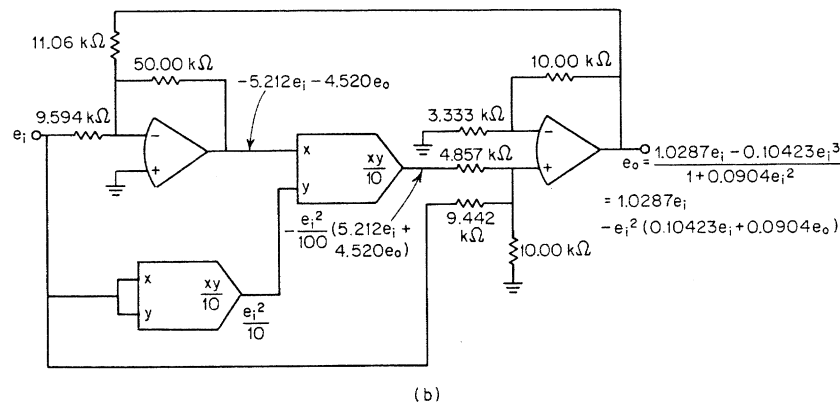 11.06 kΩ
50.00 kΩ
10.00 kΩ
-5.212eᵢ -4.520eₒ
9.594 kΩ
3.333 kΩ
eᵢ
-
+
x
y
xy/10
-
+
4.857 kΩ
eₒ = (1.0287eᵢ - 0.10423eᵢ³)/(1+0.0904eᵢ²)
= 1.0287eᵢ
- eᵢ² (0.10423eᵢ + 0.0904eₒ)
9.442
kΩ
-eᵢ²/100 (5.212eᵢ +
4.520eₒ)
10.00 kΩ
x
y
xy/10
eᵢ²/10
(b)